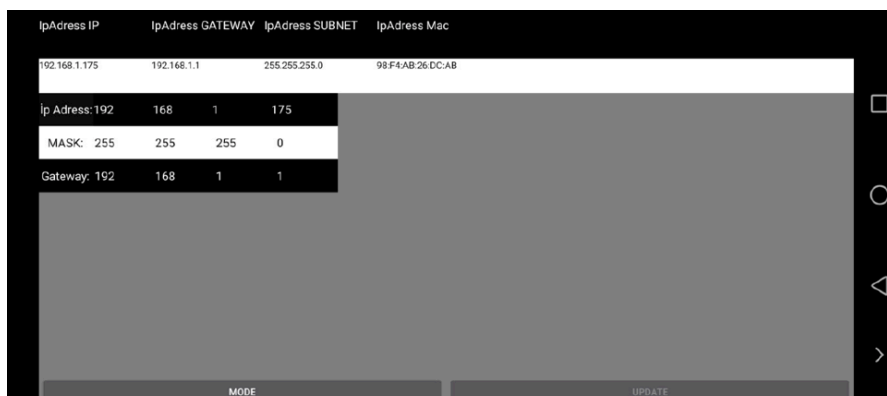 IpAdress IP IpAdress GATEWAY IpAdress SUBNET IpAdress Mac
192.168.1.175 192.168.1.1 255.255.255.0 98:F4:AB:26:DC:AB
İp Adress: 192 168 1 175
MASK: 255 255 255 0
Gateway: 192 168 1 1
MODE UPDATE